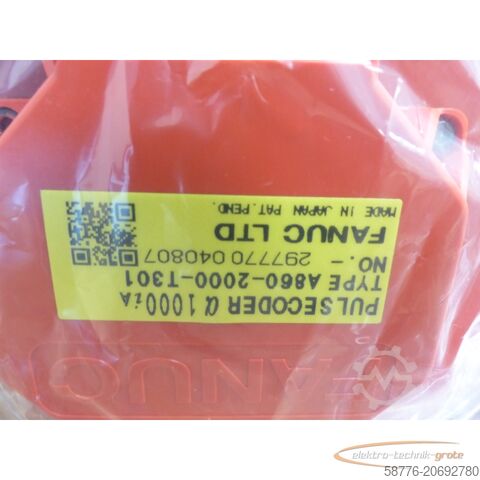 PULSECODER α1000iA
TYPE A860-2000-T301
NO.- 297770 040807
FANUC LTD
MADE IN JAPAN PAT. PEND.
FANUC
elektro-technik-grote
58776-20692780